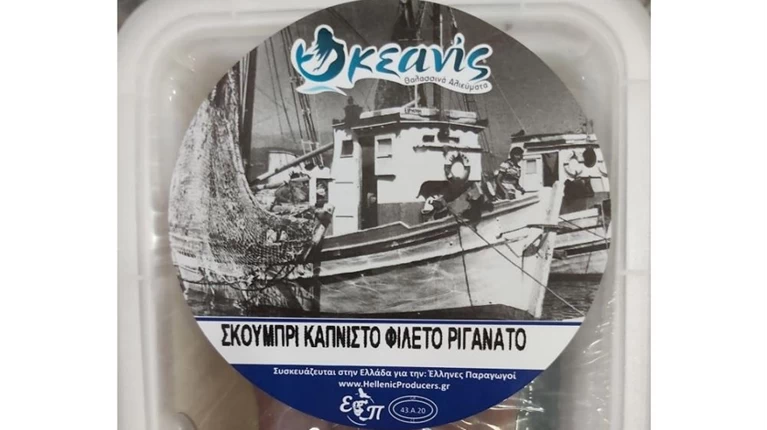 Ωκεανίς
Θαλασσινά Αλιεύματα
ΣΚΟΥΜΠΡΙ ΚΑΠΝΙΣΤΟ ΦΙΛΕΤΟ ΡΙΓΑΝΑΤΟ
Συσκευάζεται στην Ελλάδα για την: Έλληνες Παραγωγοί
www.HellenicProducers.gr
εΠ
43.Α.20